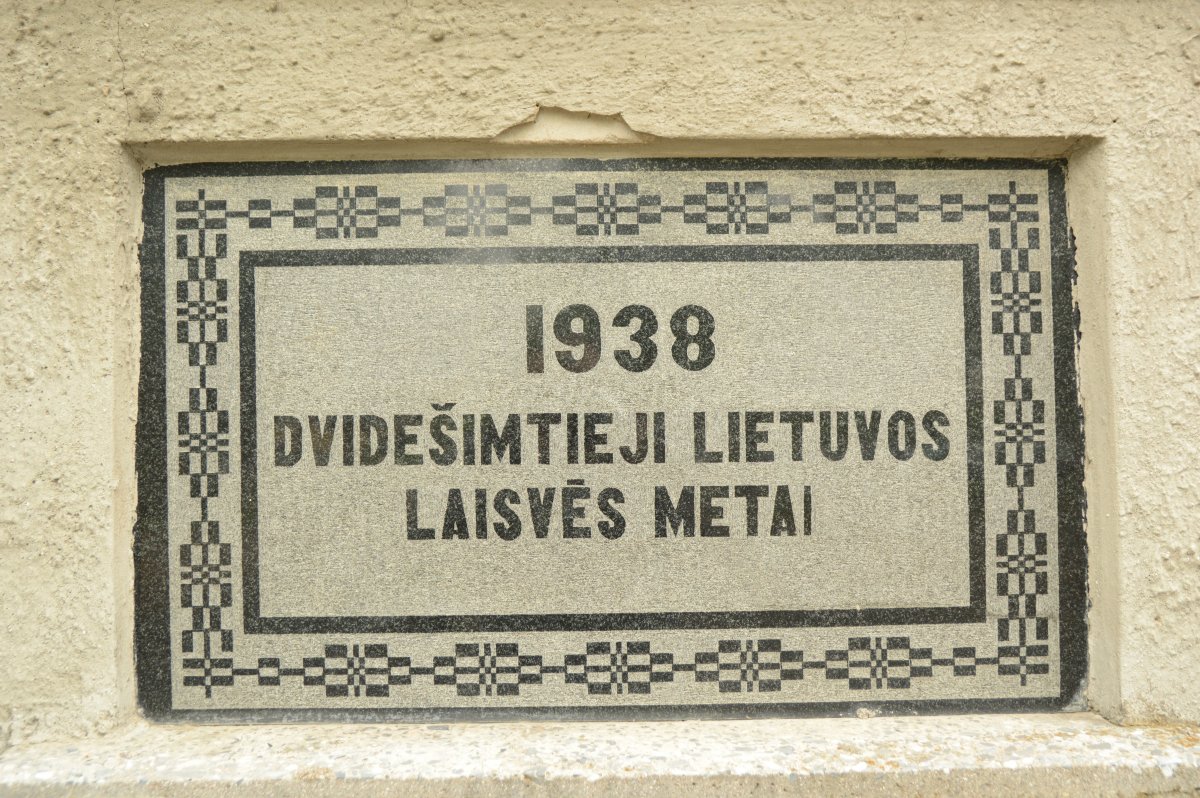 1938
DVIDEŠIMTIEJI LIETUVOS
LAISVĖS METAI